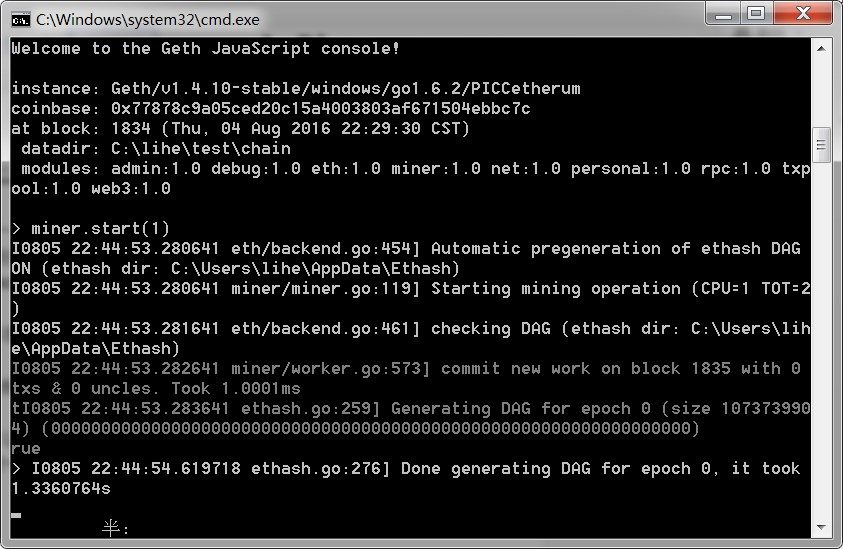 C:\Windows\system32\cmd.exe
Welcome to the Geth JavaScript console!
instance: Geth/v1.4.10-stable/windows/go1.6.2/PICCetherum
coinbase: 0x77878c9a05ced20c15a4003803af671504ebbc7c
at block: 1834 (Thu, 04 Aug 2016 22:29:30 CST)
datadir: C:\lihe\test\chain
modules: admin:1.0 debug:1.0 eth:1.0 miner:1.0 net:1.0 personal:1.0 rpc:1.0 txp
ool:1.0 web3:1.0
> miner.start(1)
I0805 22:44:53.280641 eth/backend.go:454] Automatic pregeneration of ethash DAG
ON (ethash dir: C:\Users\lihe\AppData\Ethash)
I0805 22:44:53.280641 miner/miner.go:119] Starting mining operation (CPU=1 TOT=2
)
I0805 22:44:53.281641 eth/backend.go:461] checking DAG (ethash dir: C:\Users\lih
e\AppData\Ethash)
I0805 22:44:53.282641 miner/worker.go:573] commit new work on block 1835 with 0
txs & 0 uncles. Took 1.0001ms
tI0805 22:44:53.283641 ethash.go:259] Generating DAG for epoch 0 (size 107373990
4) (0000000000000000000000000000000000000000000000000000000000000000)
rue
> I0805 22:44:54.619718 ethash.go:276] Done generating DAG for epoch 0, it took
1.3360764s
半: